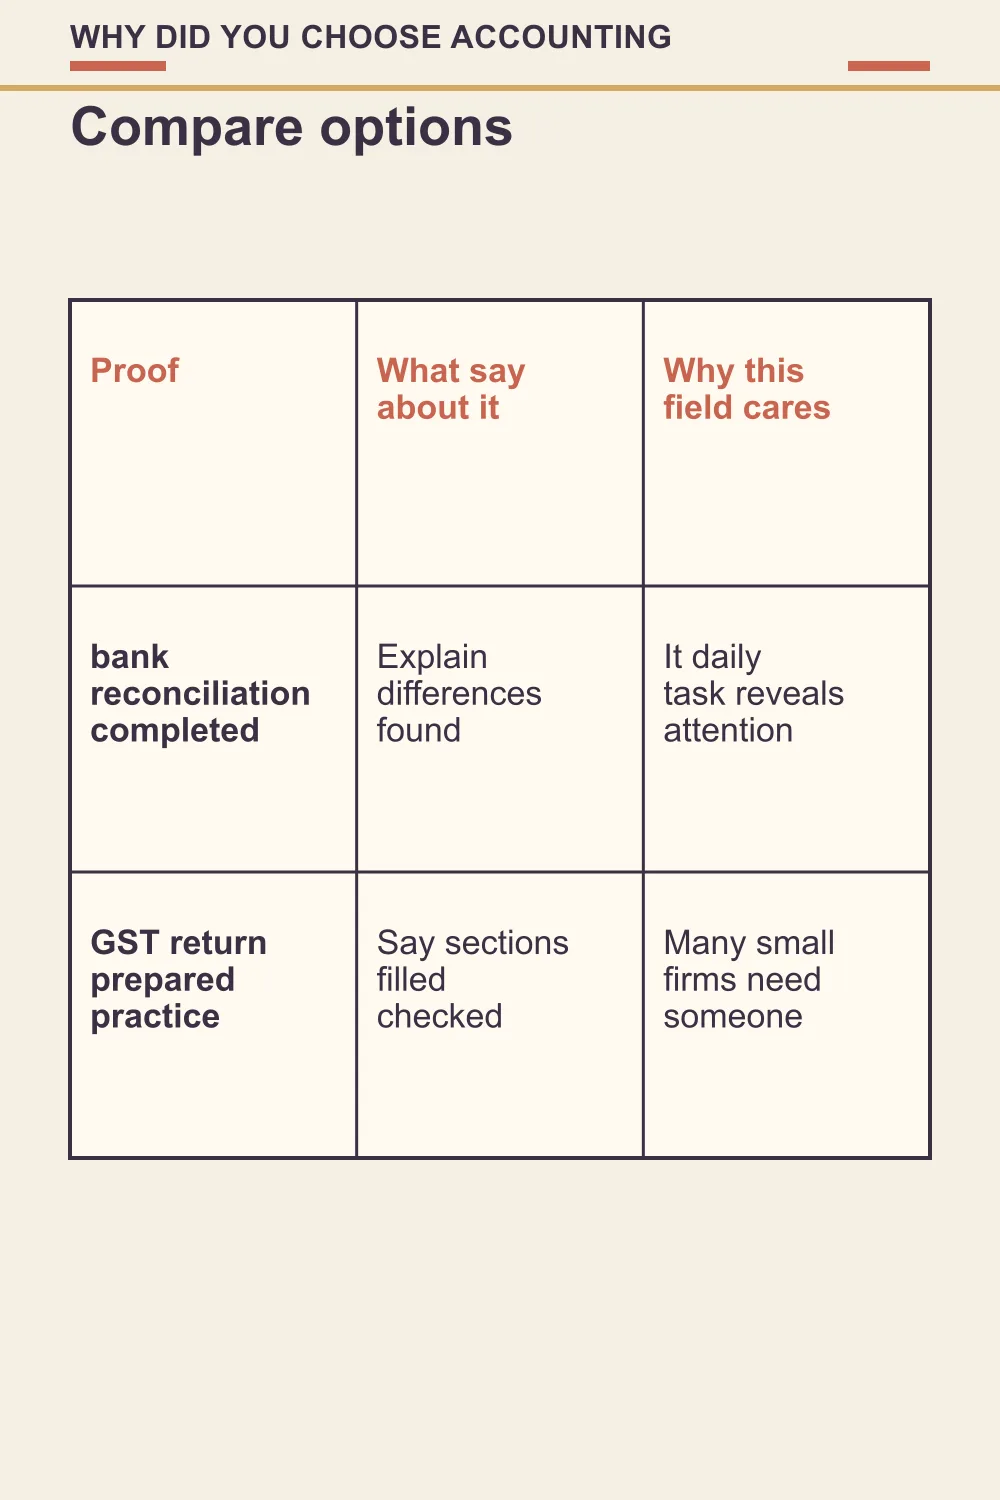 WHY DID YOU CHOOSE ACCOUNTING
Compare options
Proof
What say
about it
Why this
field cares
bank
reconciliation
completed
Explain
differences
found
It daily
task reveals
attention
GST return
prepared
practice
Say sections
filled
checked
Many small
firms need
someone